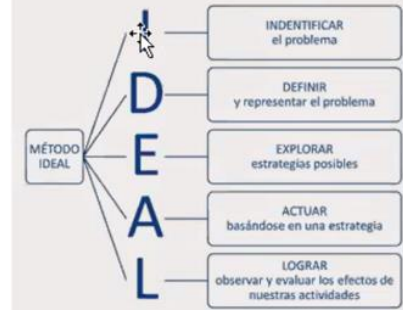 MÉTODO
IDEAL
I
INDENTIFICAR
el problema
D
DEFINIR
y representar el problema
E
EXPLORAR
estrategias posibles
A
ACTUAR
basándose en una estrategia
L
LOGRAR
observar y evaluar los efectos de
nuestras actividades